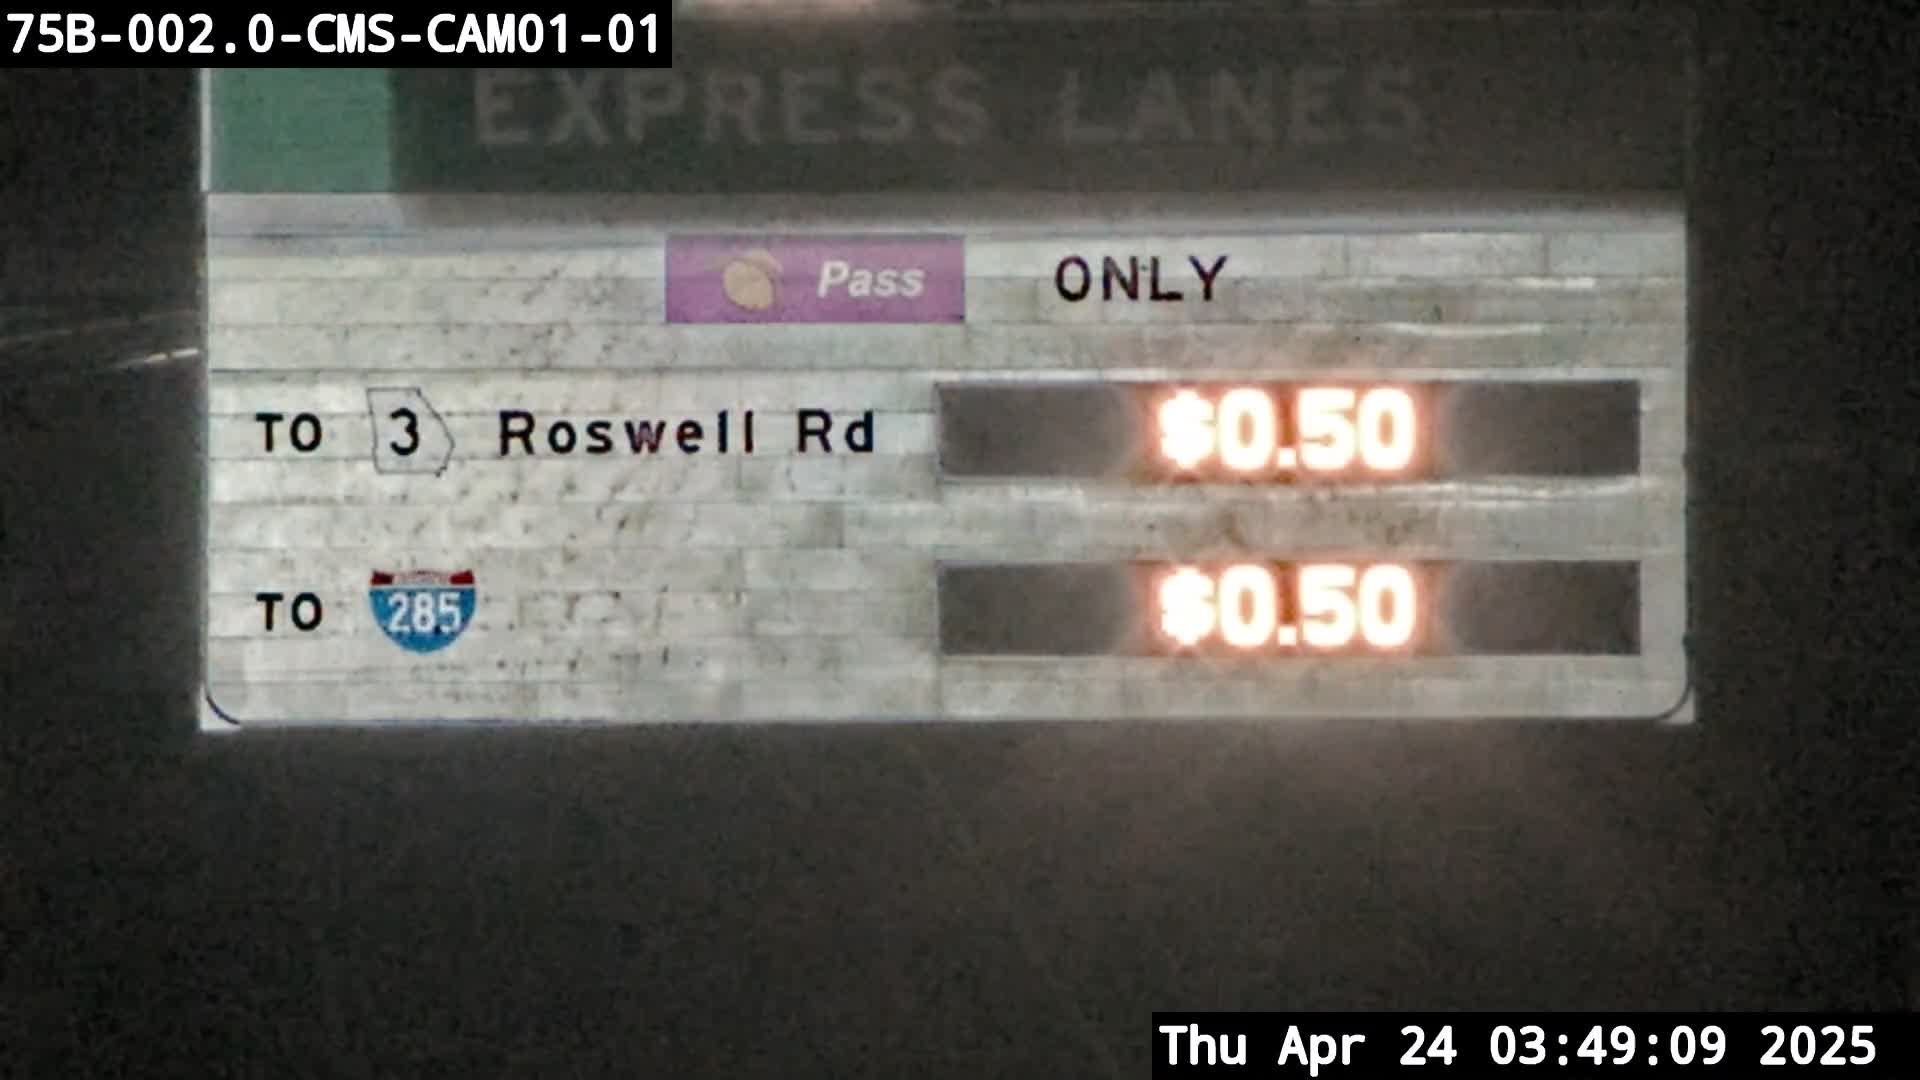 75B-002.0-CMS-CAM01-01
EXPRESS LANES
Pass ONLY
TO 3 Roswell Rd $0.50
TO 285 $0.50
Thu Apr 24 03:49:09 2025